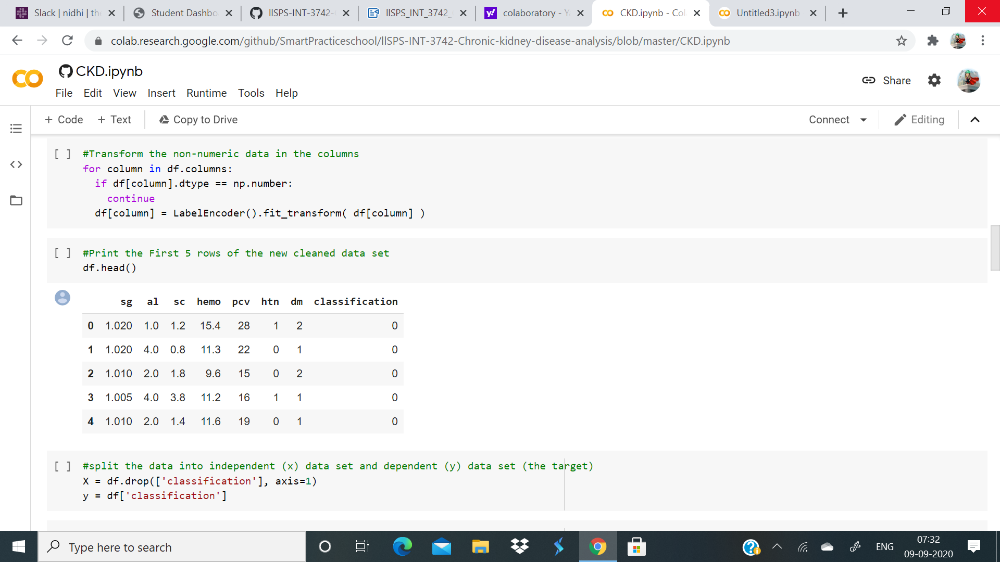 Slack | nidhi | the
Student Dashbo
llSPS-INT-3742-
llSPS_INT_3742_
colaboratory - Y
CKD.ipynb - Col
Untitled3.ipynb
colab.research.google.com/github/SmartPracticeschool/llSPS-INT-3742-Chronic-kidney-disease-analysis/blob/master/CKD.ipynb
CKD.ipynb
Share
File Edit View Insert Runtime Tools Help
+ Code + Text Copy to Drive Connect Editing
[ ] #Transform the non-numeric data in the columns
for column in df.columns:
if df[column].dtype == np.number:
continue
df[column] = LabelEncoder().fit_transform( df[column] )
[ ] #Print the First 5 rows of the new cleaned data set
df.head()
sg al sc hemo pcv htn dm classification
0 1.020 1.0 1.2 15.4 28 1 2 0
1 1.020 4.0 0.8 11.3 22 0 1 0
2 1.010 2.0 1.8 9.6 15 0 2 0
3 1.005 4.0 3.8 11.2 16 1 1 0
4 1.010 2.0 1.4 11.6 19 0 1 0
[ ] #split the data into independent (x) data set and dependent (y) data set (the target)
X = df.drop(['classification'], axis=1)
y = df['classification']
Type here to search
ENG
07:32
09-09-2020